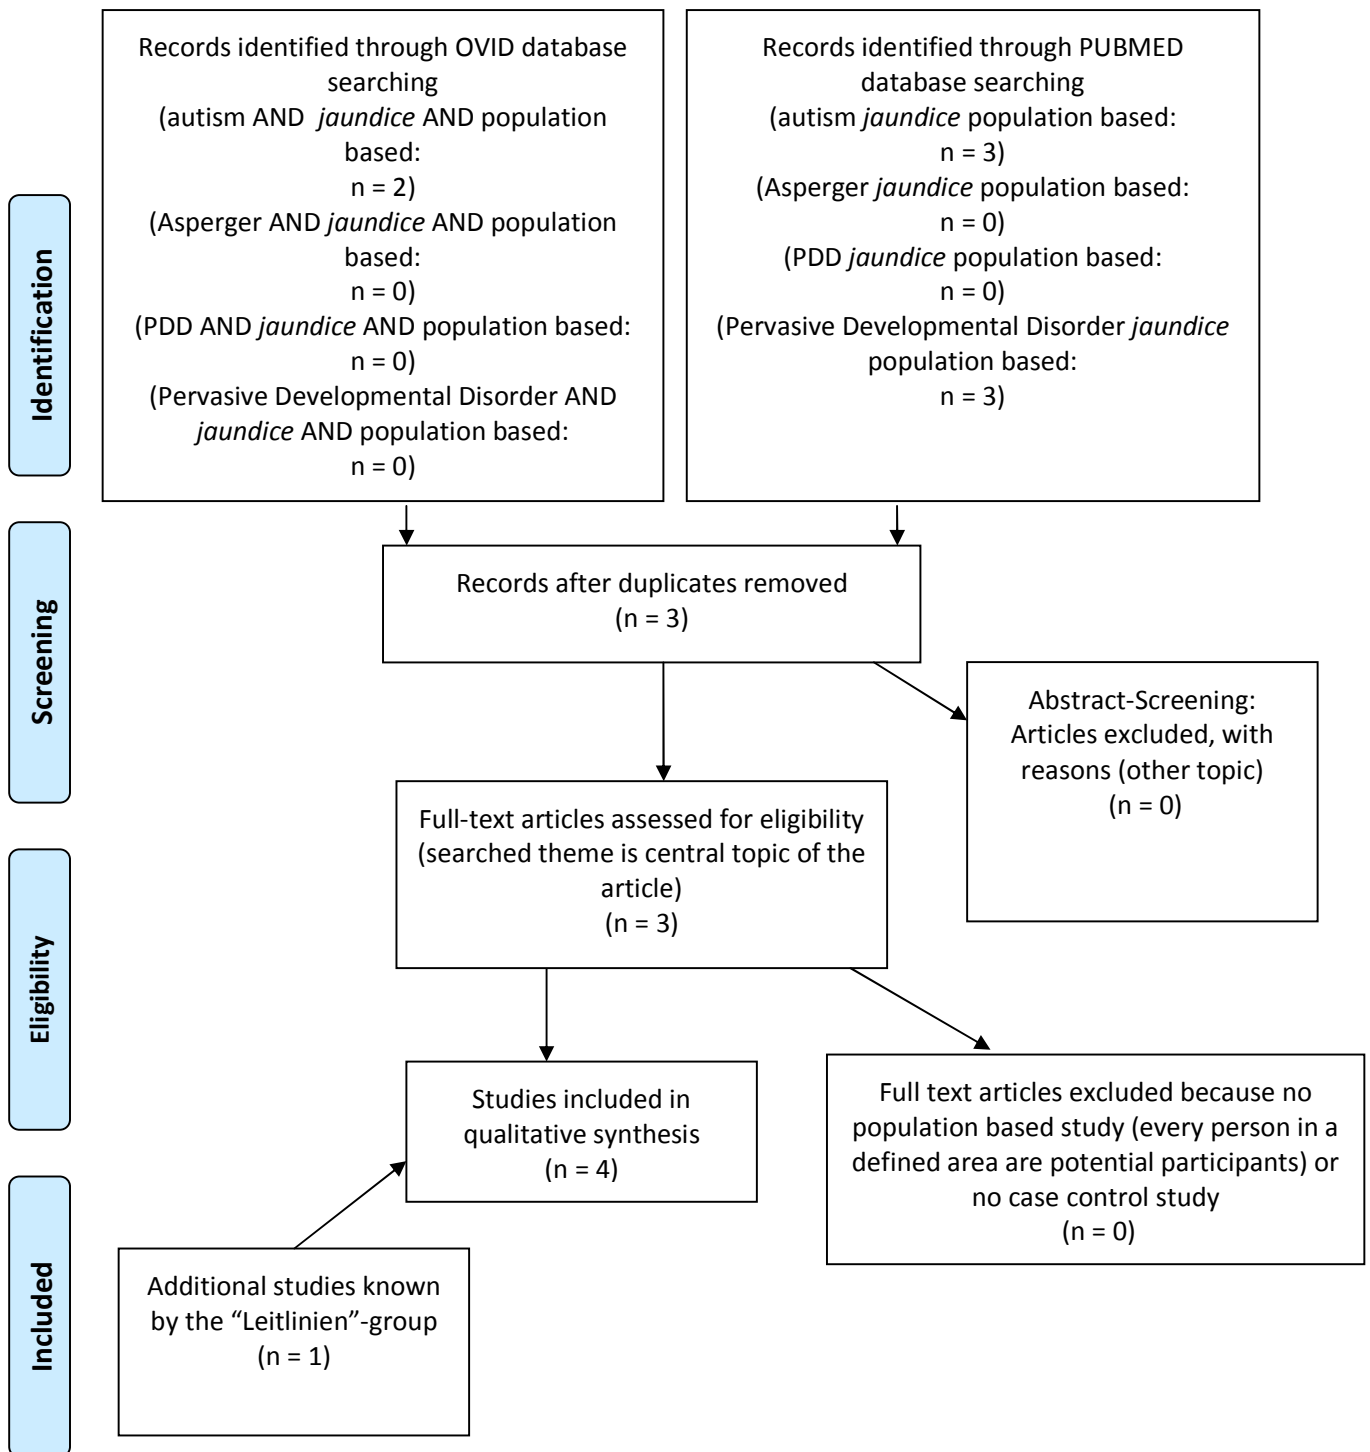 Records identified through OVID database
searching
(autism AND jaundice AND population
based:
n = 2)
(Asperger AND jaundice AND population
based:
n = 0)
(PDD AND jaundice AND population based:
n = 0)
(Pervasive Developmental Disorder AND
jaundice AND population based:
n = 0)
Records identified through PUBMED
database searching
(autism jaundice population based:
n = 3)
(Asperger jaundice population based:
n = 0)
(PDD jaundice population based:
n = 0)
(Pervasive Developmental Disorder jaundice
population based:
n = 3)
Identification
Records after duplicates removed
(n = 3)
Screening
Abstract-Screening:
Articles excluded, with
reasons (other topic)
(n = 0)
Full-text articles assessed for eligibility
(searched theme is central topic of the
article)
(n = 3)
Eligibility
Studies included in
qualitative synthesis
(n = 4)
Full text articles excluded because no
population based study (every person in a
defined area are potential participants) or
no case control study
(n = 0)
Included
Additional studies known
by the “Leitlinien”-group
(n = 1)